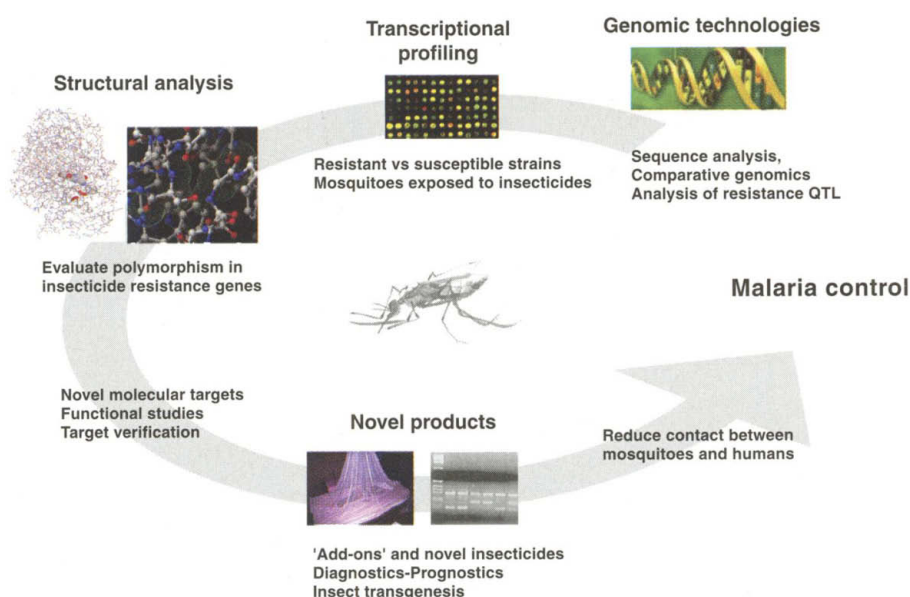 Genomic technologies
Transcriptional
profiling
Structural analysis
Resistant vs susceptible strains
Mosquitoes exposed to insecticides
Sequence analysis,
Comparative genomics
Analysis of resistance QTL
Evaluate polymorphism in
insecticide resistance genes
Malaria control
Novel molecular targets
Functional studies
Target verification
Novel products
Reduce contact between
mosquitoes and humans
'Add-ons' and novel insecticides
Diagnostics-Prognostics
Insect transgenesis